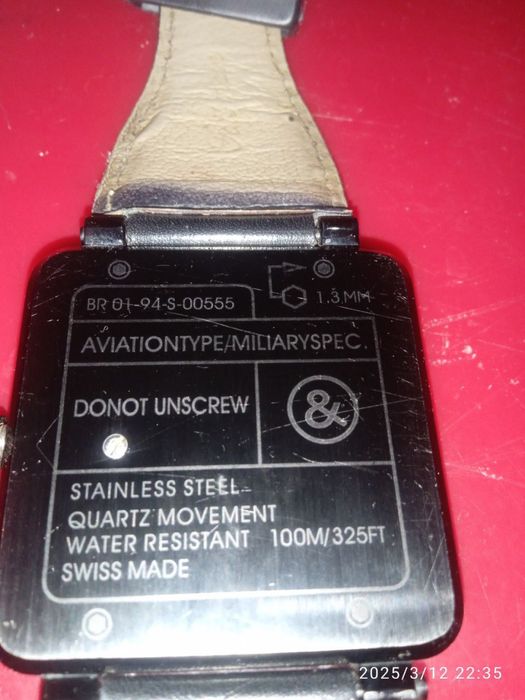 BR 01-94-S-00555
1.3 MM
AVIATIONTYPE/MILIARYSPEC.
DONOT UNSCREW
&
STAINLESS STEEL
QUARTZ MOVEMENT
WATER RESISTANT 100M/325FT
SWISS MADE
2025/3/12 22:35